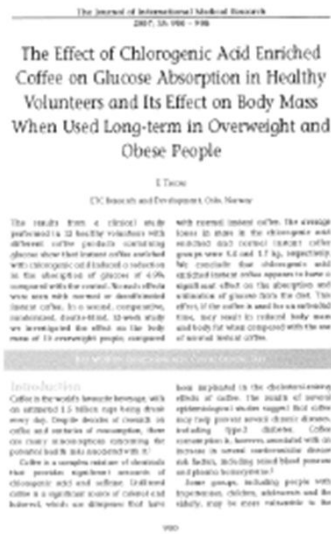 The Journal of International Medical Research
2007; 35: 900 – 908
The Effect of Chlorogenic Acid Enriched
Coffee on Glucose Absorption in Healthy
Volunteers and Its Effect on Body Mass
When Used Long-term in Overweight and
Obese People
E Thom
ETC Research and Development, Oslo, Norway
The results from a clinical study
performed in 12 healthy volunteers with
different coffee products containing
glucose show that instant coffee enriched
with chlorogenic acid induced a reduction
in the absorption of glucose of 6.9%
compared with the control. No such effects
were seen with normal or decaffeinated
instant coffee. In a second, comparative,
randomized, double-blind, 12-week study
we investigated the effect on the body
mass of 30 overweight people, compared
with normal instant coffee. The average
losses in mass in the chlorogenic acid
enriched and normal instant coffee
groups were 5.4 and 1.7 kg, respectively.
We conclude that chlorogenic acid
enriched instant coffee appears to have a
significant effect on the absorption and
utilization of glucose from the diet. This
effect, if the coffee is used for an extended
time, may result in reduced body mass
and body fat when compared with the use
of normal instant coffee.
Introduction
Coffee is the world's favourite beverage, with
an estimated 1.5 billion cups being drunk
every day. Despite decades of research on
coffee and varieties of consumption, there
are many misconceptions concerning the
potential health risks associated with it.
Coffee is a complex mixture of chemicals
that provides significant amounts of
chlorogenic acid and caffeine. Unfiltered
coffee is a significant source of cafestol and
kahweol, which are diterpenes that have
been implicated in the cholesterol-raising
effects of coffee. The results of several
epidemiological studies suggest that coffee
may help prevent several chronic diseases,
including type-2 diabetes. Coffee
consumption is, however, associated with an
increase in several cardiovascular disease
risk factors, including raised blood pressure
and plasma homocysteine.
Some groups, including people with
hypertension, children, adolescents and the
elderly, may be more vulnerable to the
900